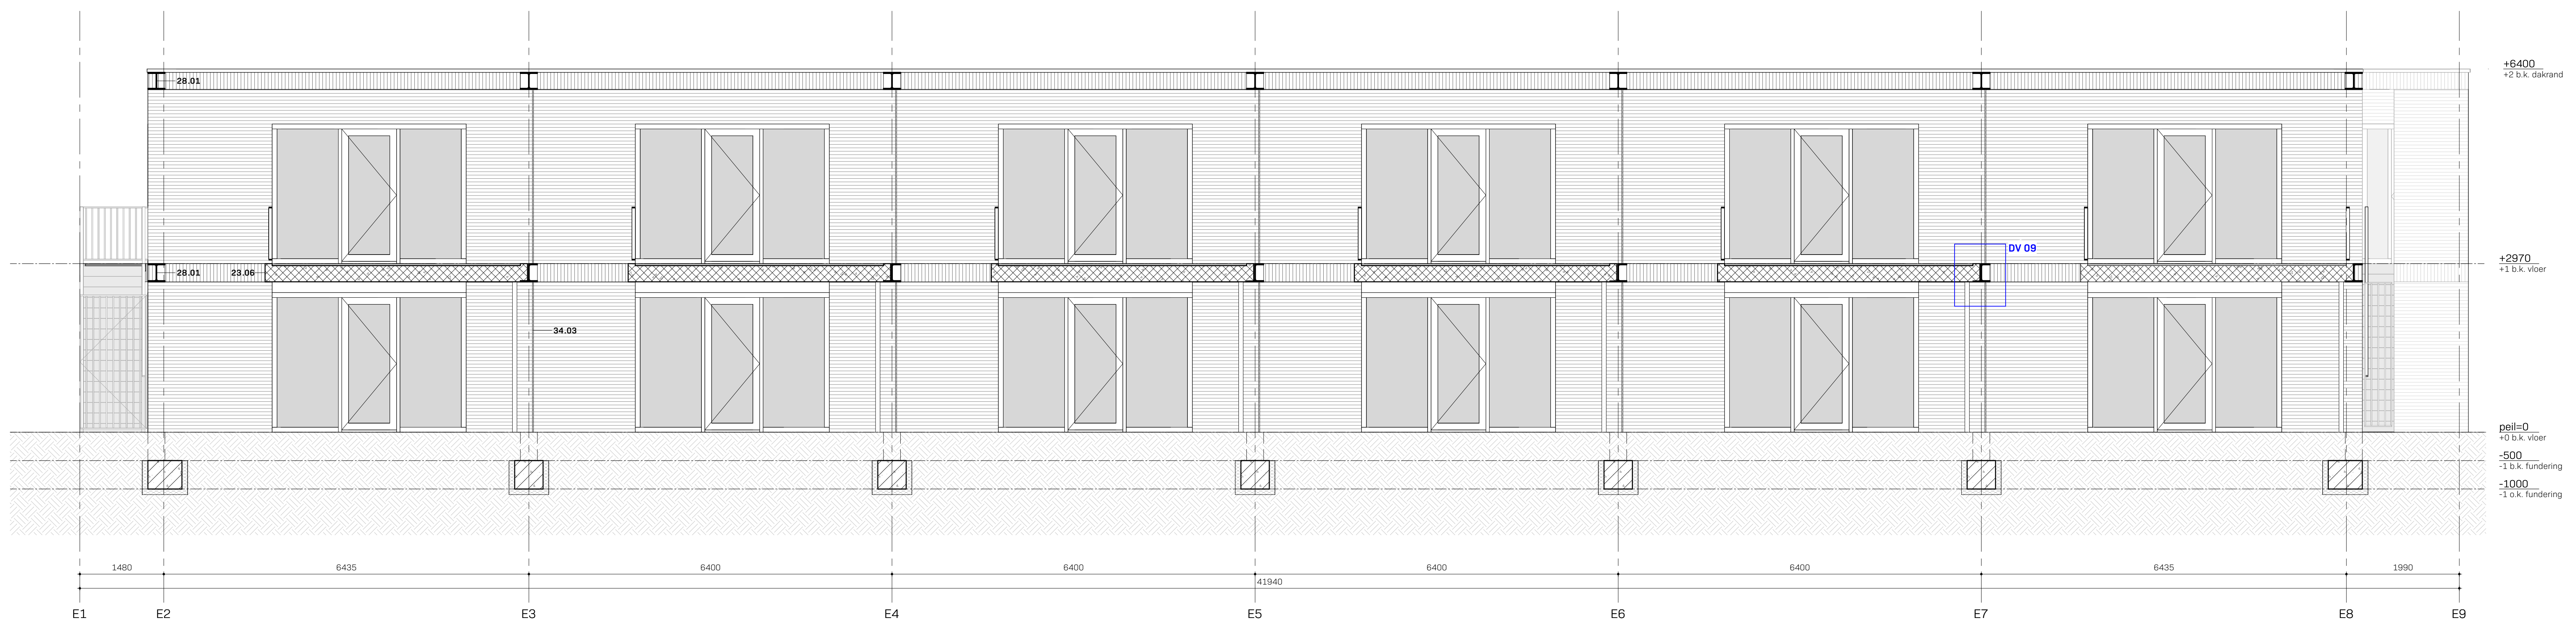 +6400
+2 b.k. dakrand
28.01
DV 09
28.01
23.06
+2970
+1 b.k. vloer
34.03
peil=0
+0 b.k. vloer
-500
-1 b.k. fundering
-1000
-1 o.k. fundering
1480
6435
6400
6400
6400
6400
6435
1990
41940
E1
E2
E3
E4
E5
E6
E7
E8
E9